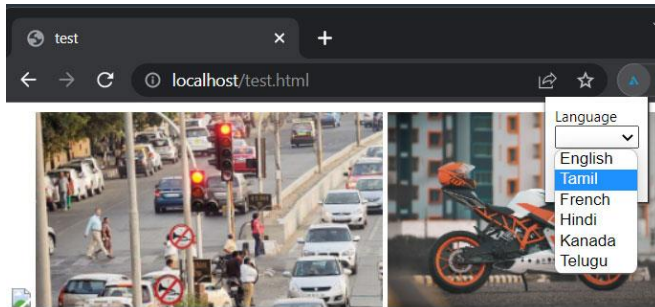 test
localhost/test.html
Language
English
Tamil
French
Hindi
Kanada
Telugu